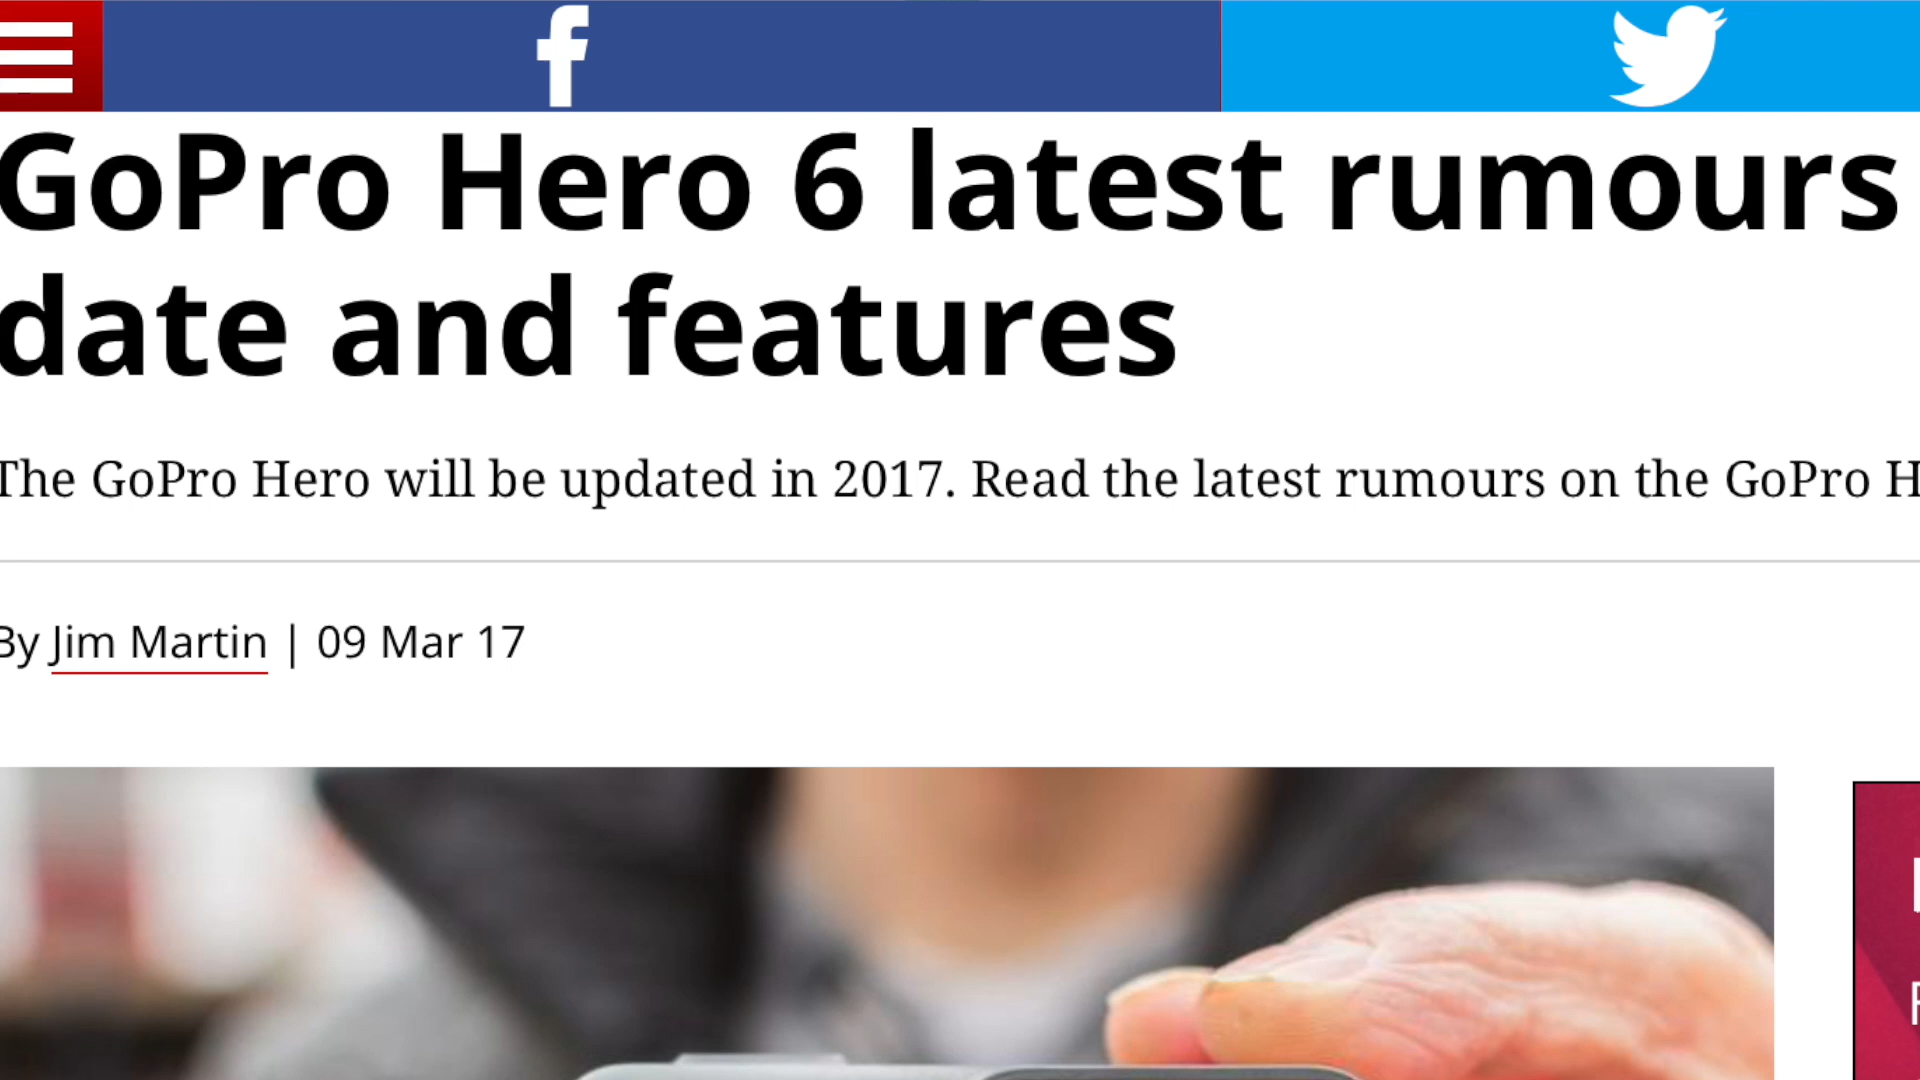 GoPro Hero 6 latest rumours
date and features
The GoPro Hero will be updated in 2017. Read the latest rumours on the GoPro H
By Jim Martin | 09 Mar 17